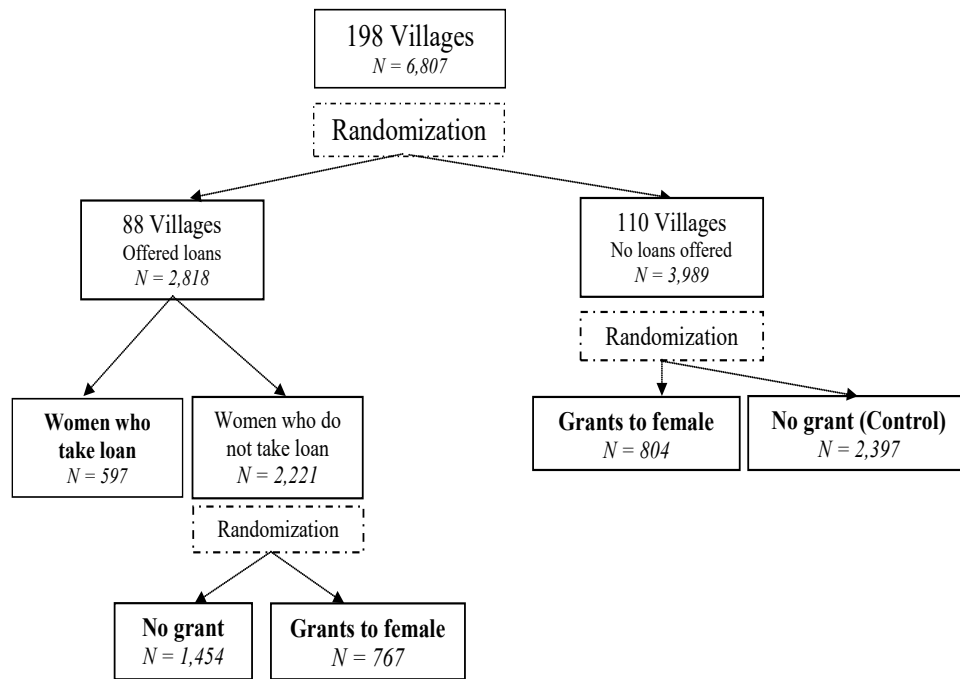 198 Villages
N = 6,807
Randomization
88 Villages
Offered loans
N = 2,818
110 Villages
No loans offered
N = 3,989
Randomization
Women who
take loan
N = 597
Women who do
not take loan
N = 2,221
Grants to female
N = 804
No grant (Control)
N = 2,397
Randomization
No grant
N = 1,454
Grants to female
N = 767